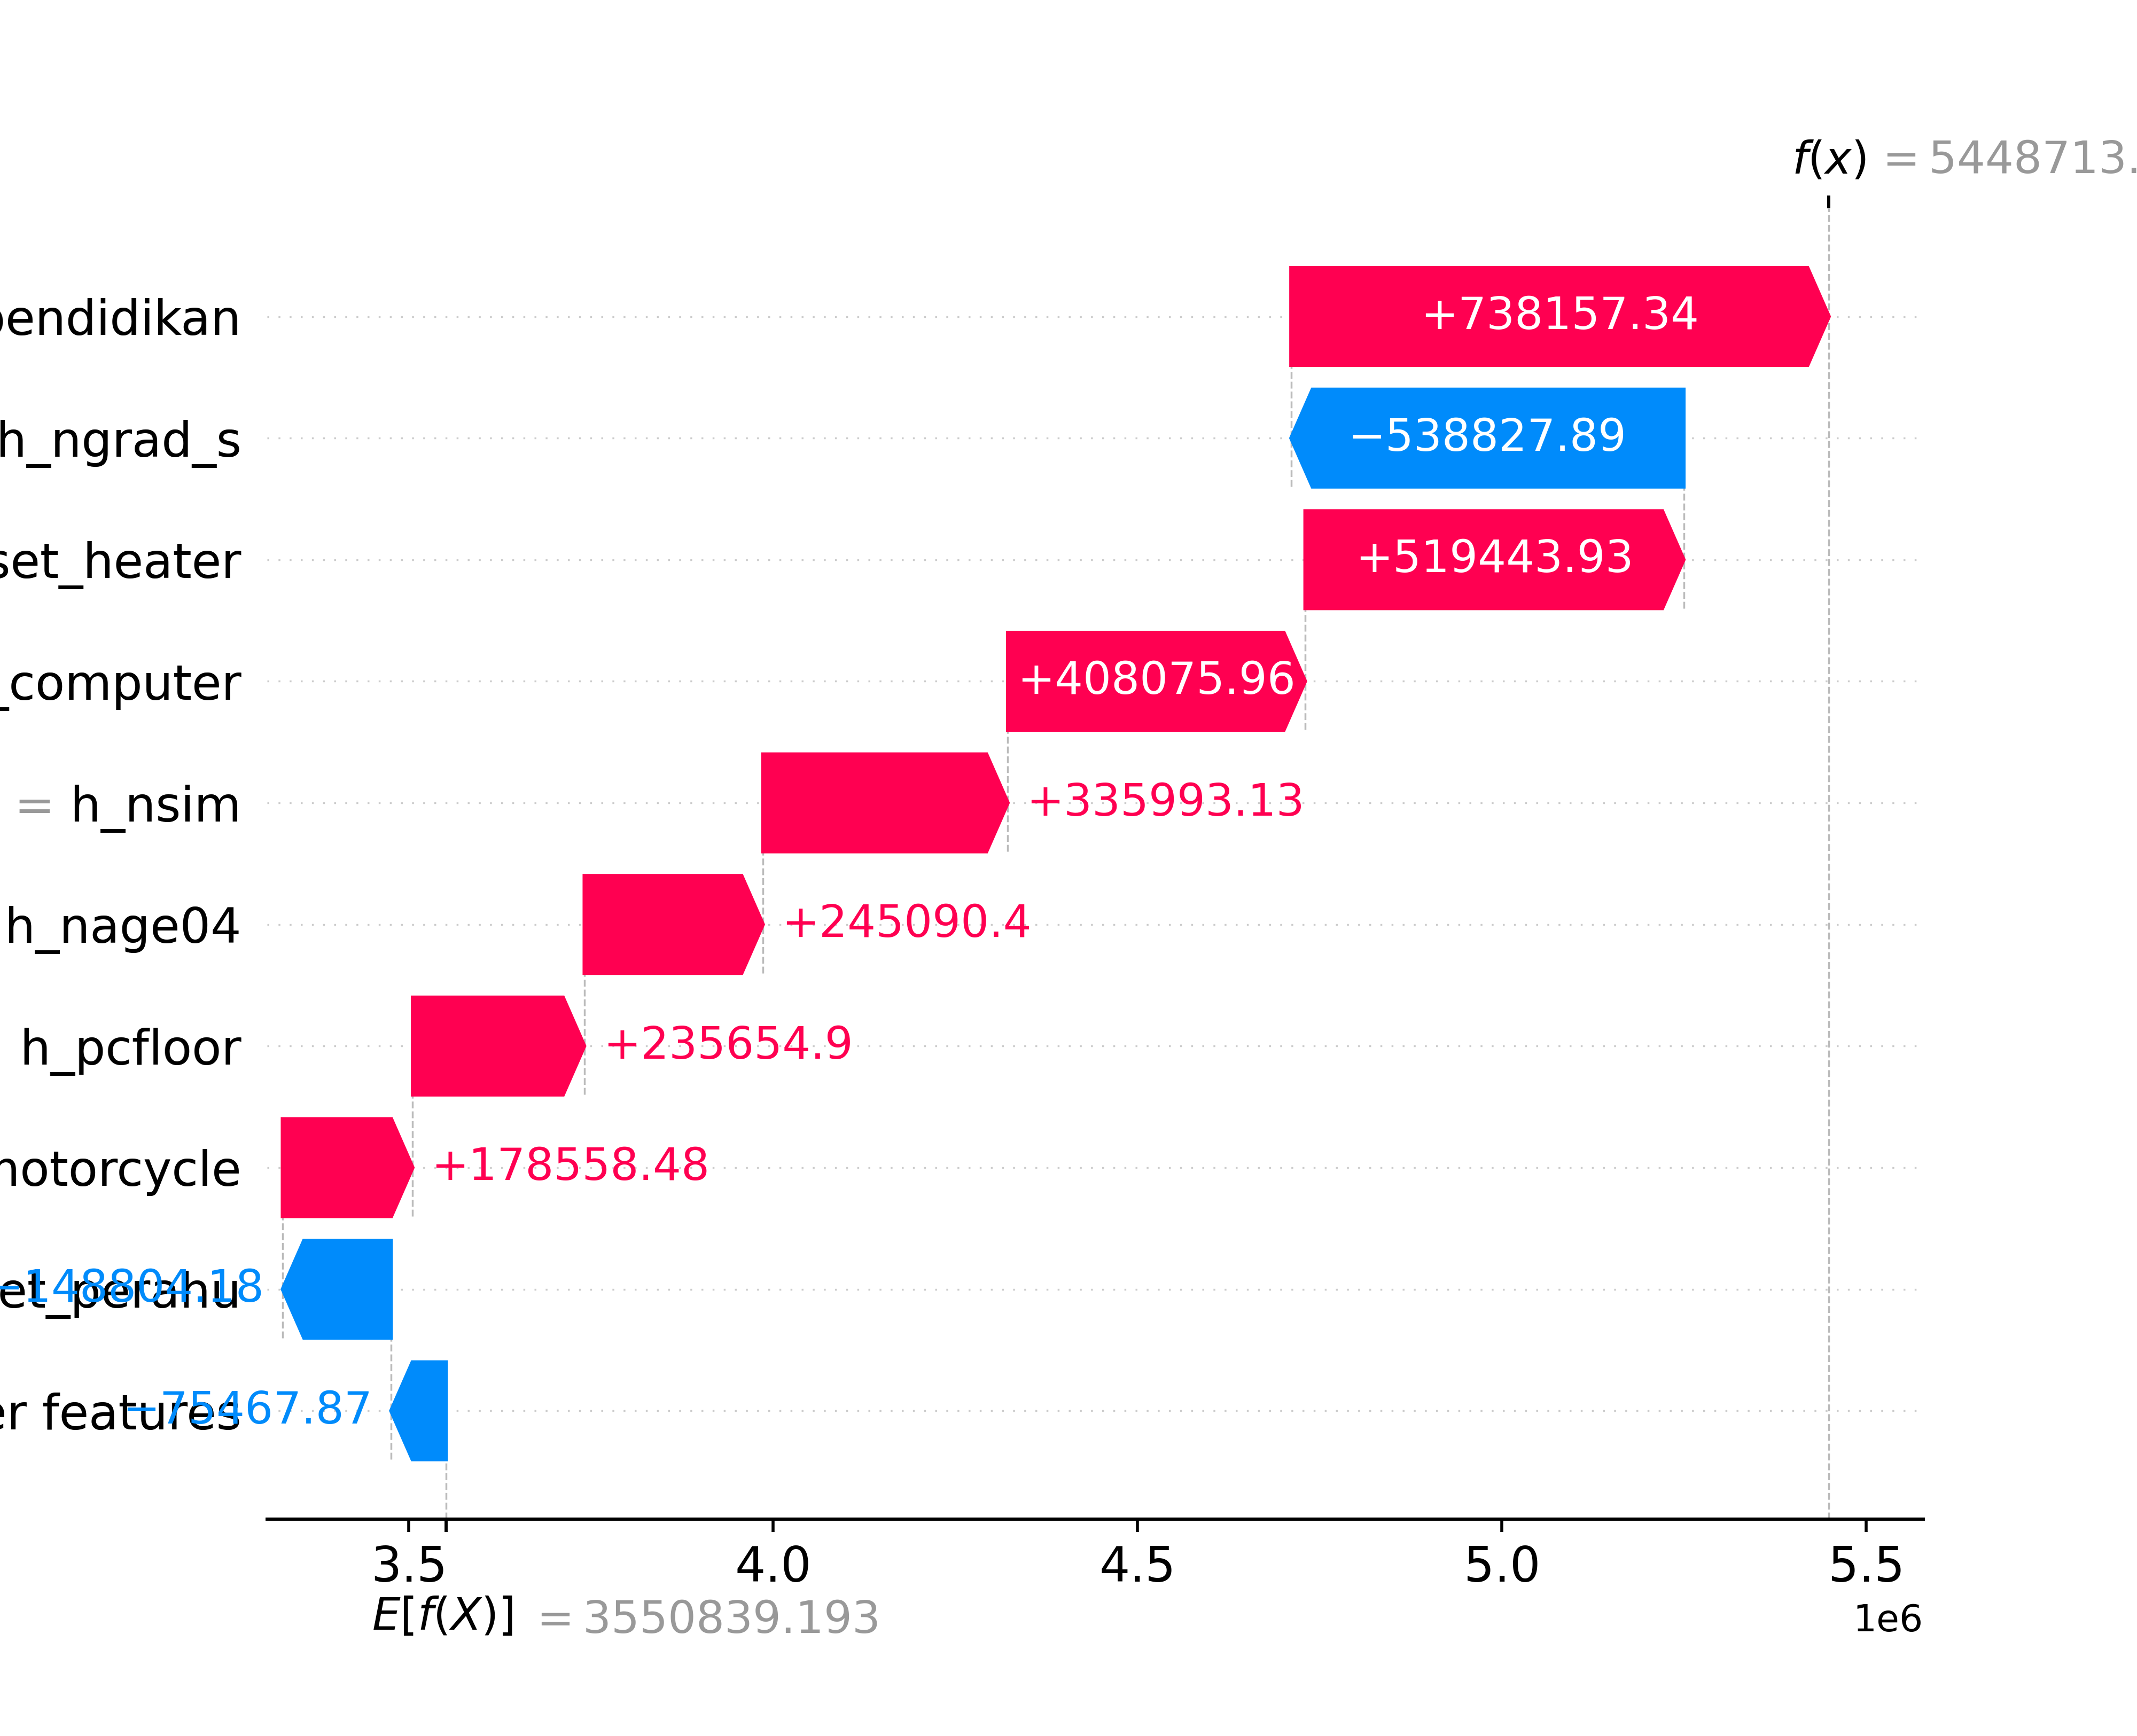 f(x) = 5448713.
pendidikan +738157.34
h_ngrad_s −538827.89
set_heater +519443.93
_computer +408075.96
= h_nsim +335993.13
h_nage04 +245090.4
h_pcfloor +235654.9
motorcycle +178558.48
et_perahu −148804.18
er features −75467.87
3.5 4.0 4.5 5.0 5.5
E[f(X)] = 3550839.193
1e6